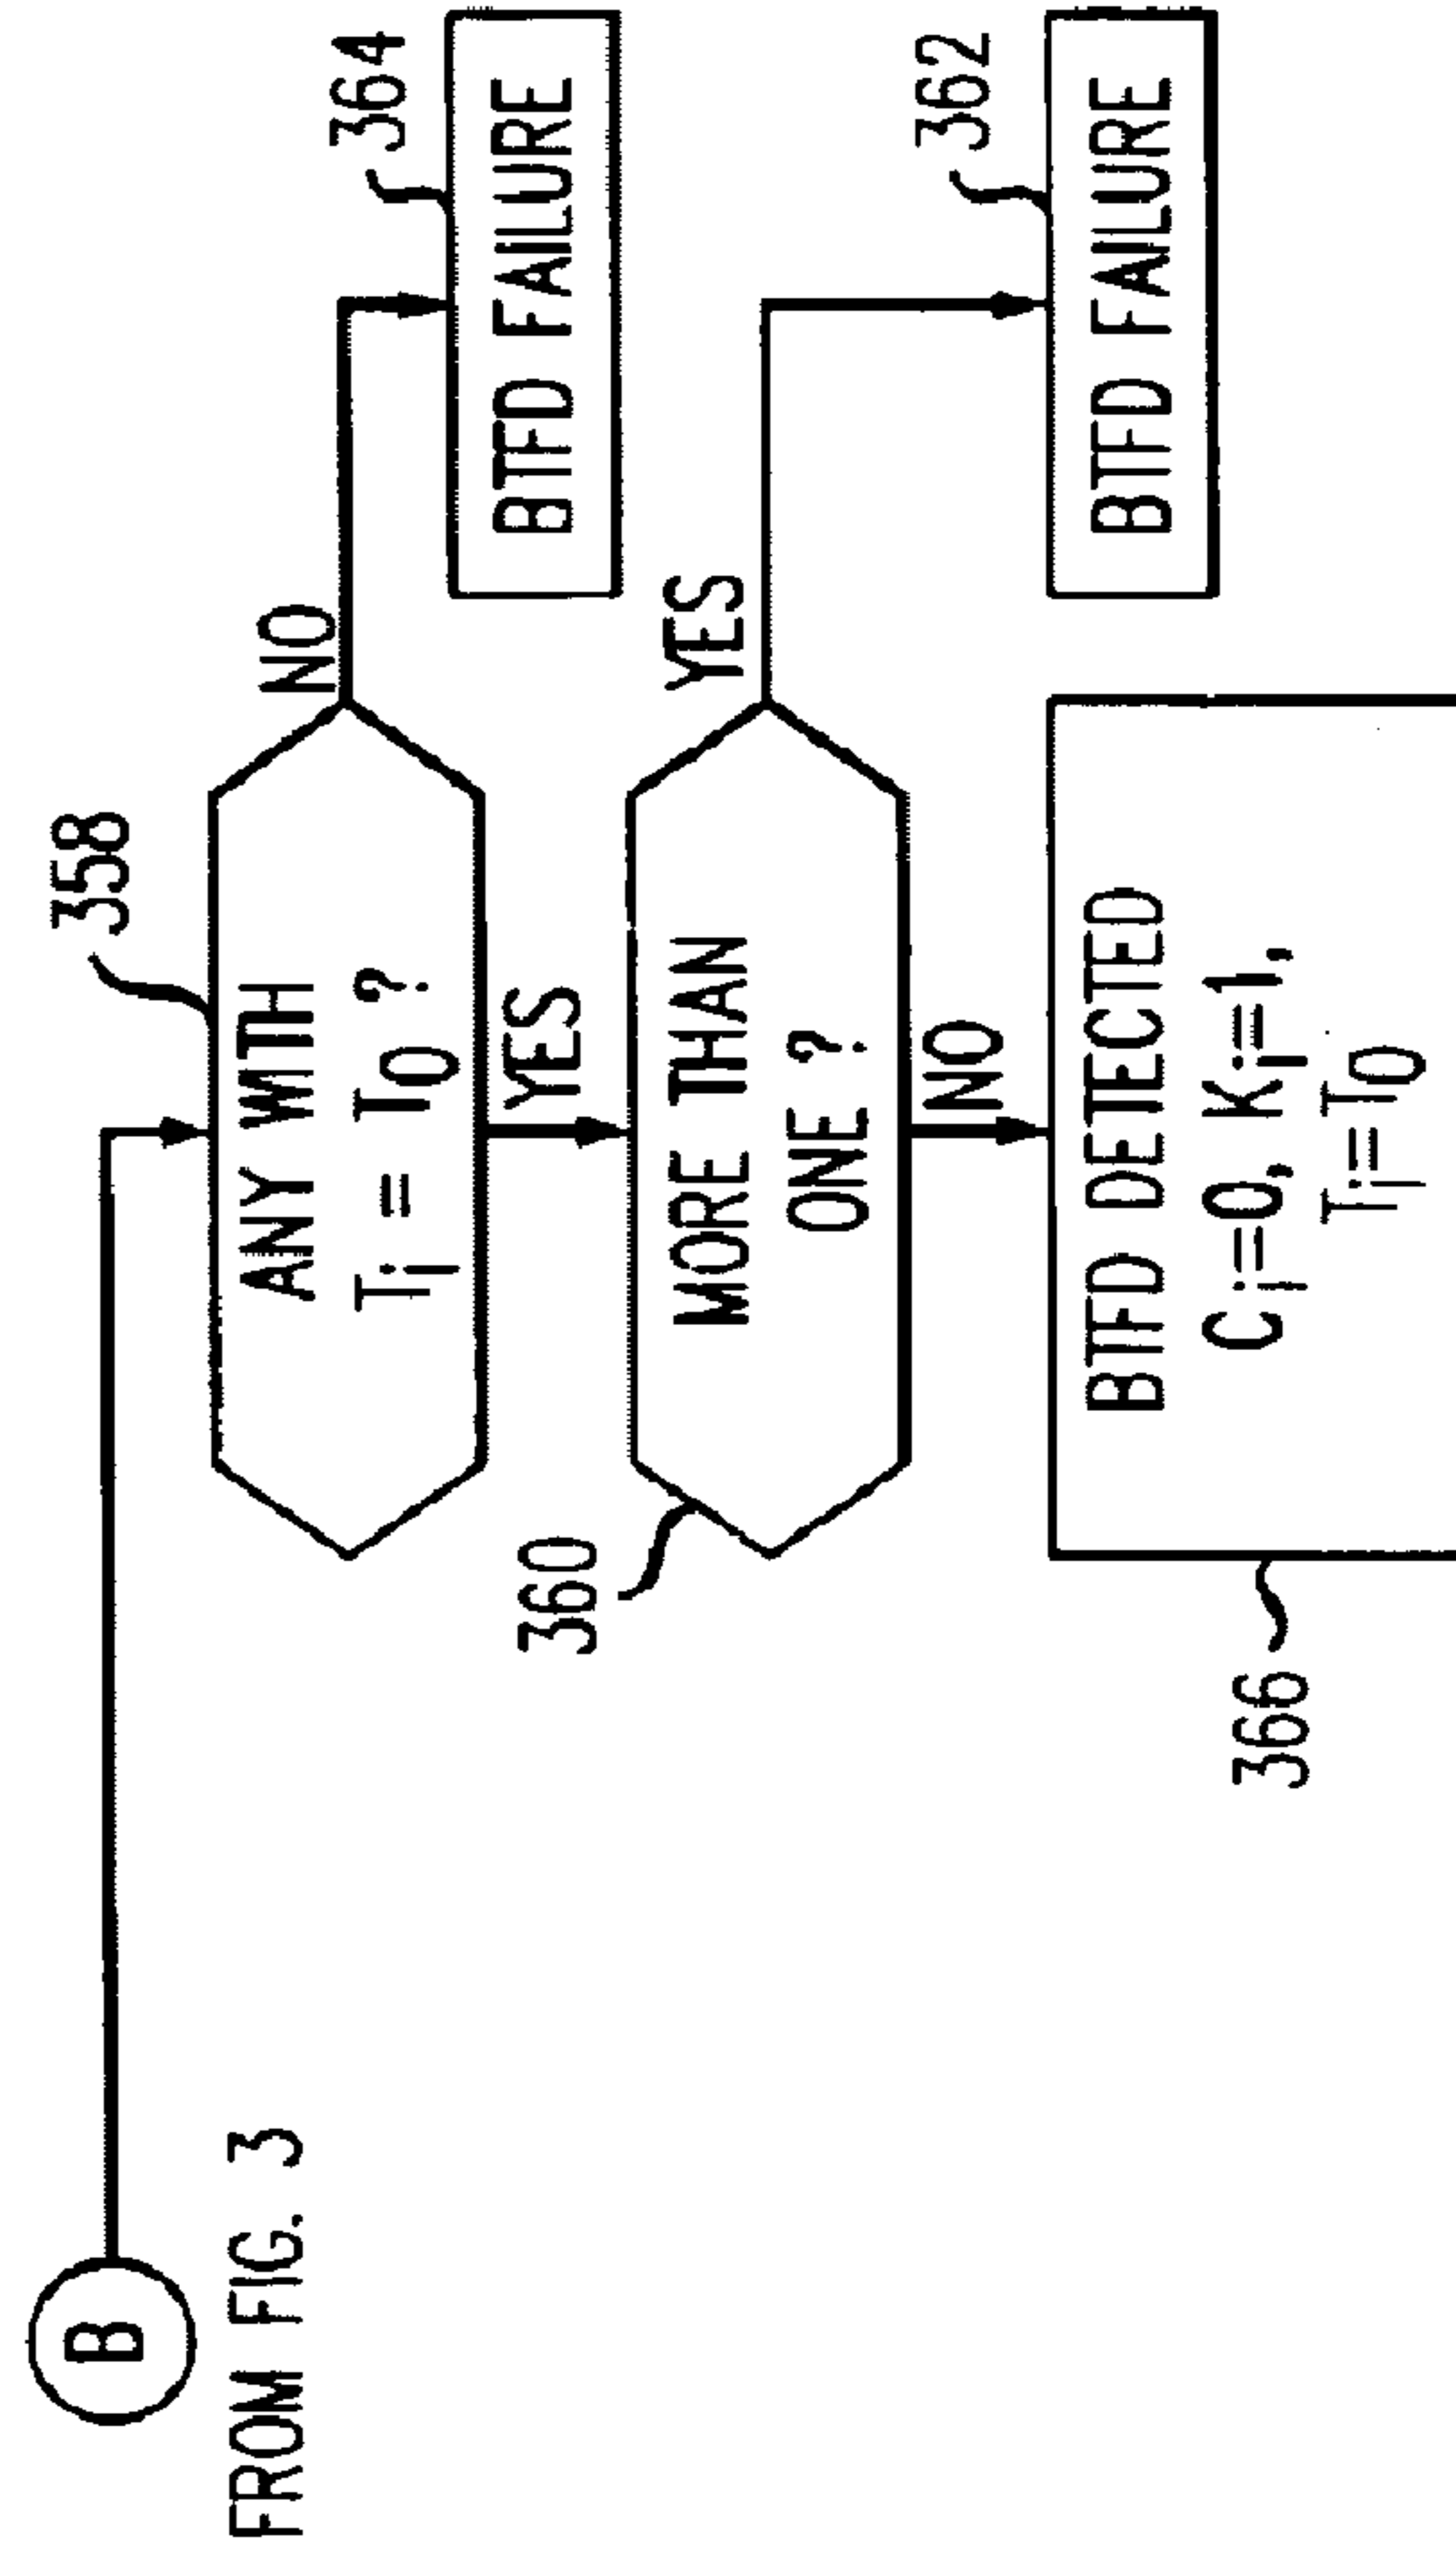 B
FROM FIG. 3
358
ANY WITH
Ti = T0 ?
NO
364
BTFD FAILURE
YES
360
MORE THAN
ONE ?
YES
362
BTFD FAILURE
NO
366
BTFD DETECTED
Ci=0, Ki=1,
Ti=T0